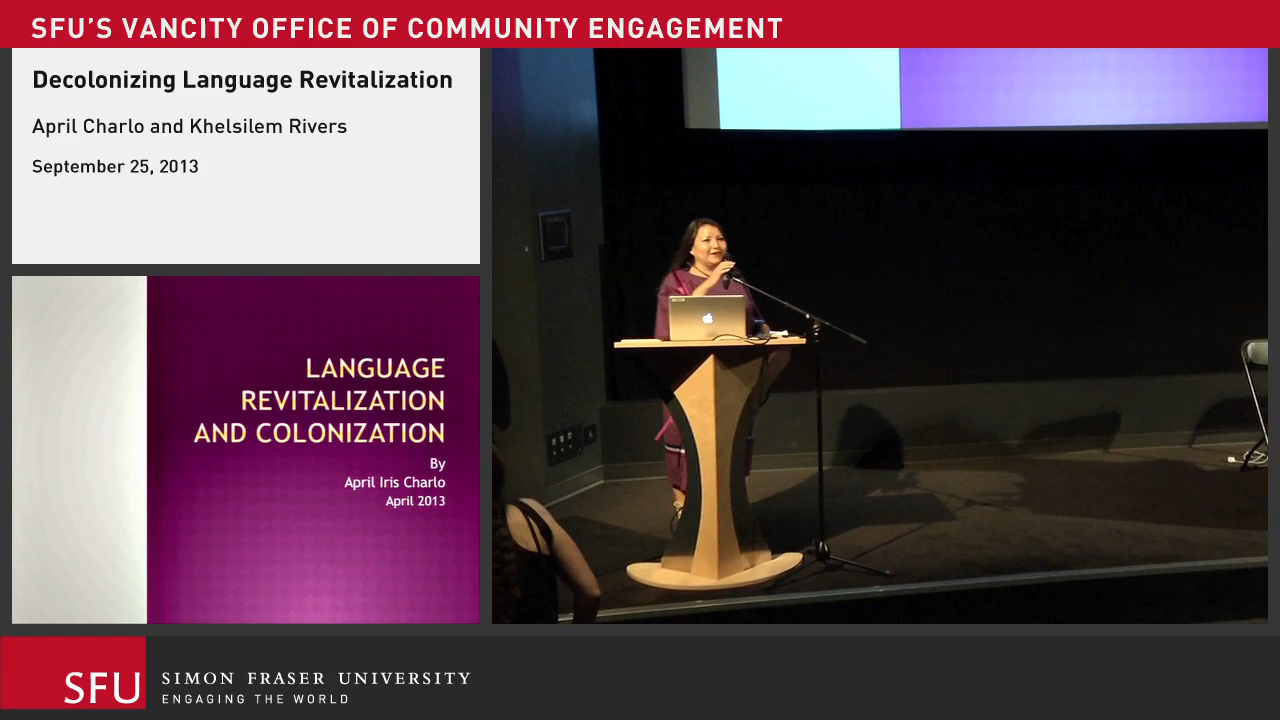 SFU'S VANCITY OFFICE OF COMMUNITY ENGAGEMENT
Decolonizing Language Revitalization
April Charlo and Khelsilem Rivers
September 25, 2013
LANGUAGE
REVITALIZATION
AND COLONIZATION
By
April Iris Charlo
April 2013
SFU
SIMON FRASER UNIVERSITY
ENGAGING THE WORLD